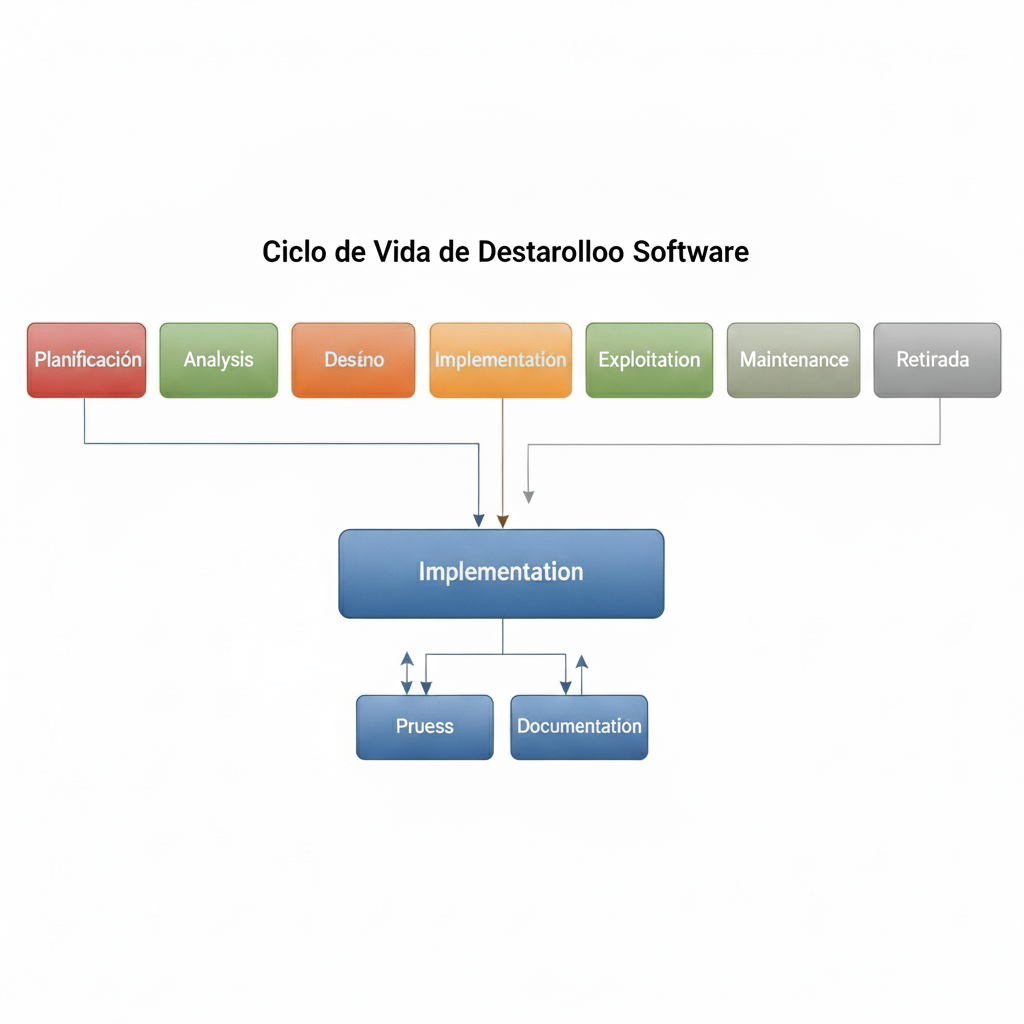 Ciclo de Vida de Destarolloo Software
Planificación
Analysis
Desíno
Implementation
Exploitation
Maintenance
Retirada
Implementation
Pruess
Documentation